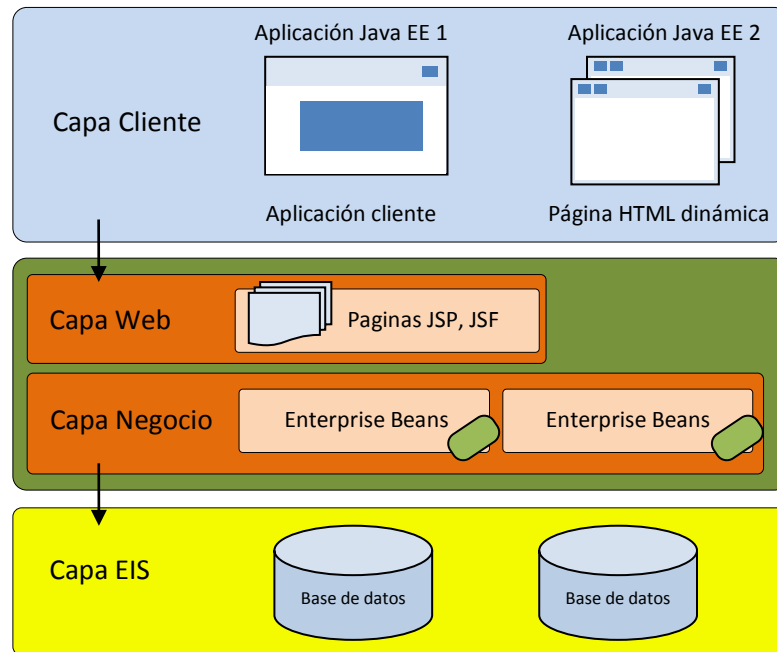 Aplicación Java EE 1
Aplicación Java EE 2
Capa Cliente
Aplicación cliente
Página HTML dinámica
Capa Web
Paginas JSP, JSF
Capa Negocio
Enterprise Beans
Enterprise Beans
Capa EIS
Base de datos
Base de datos